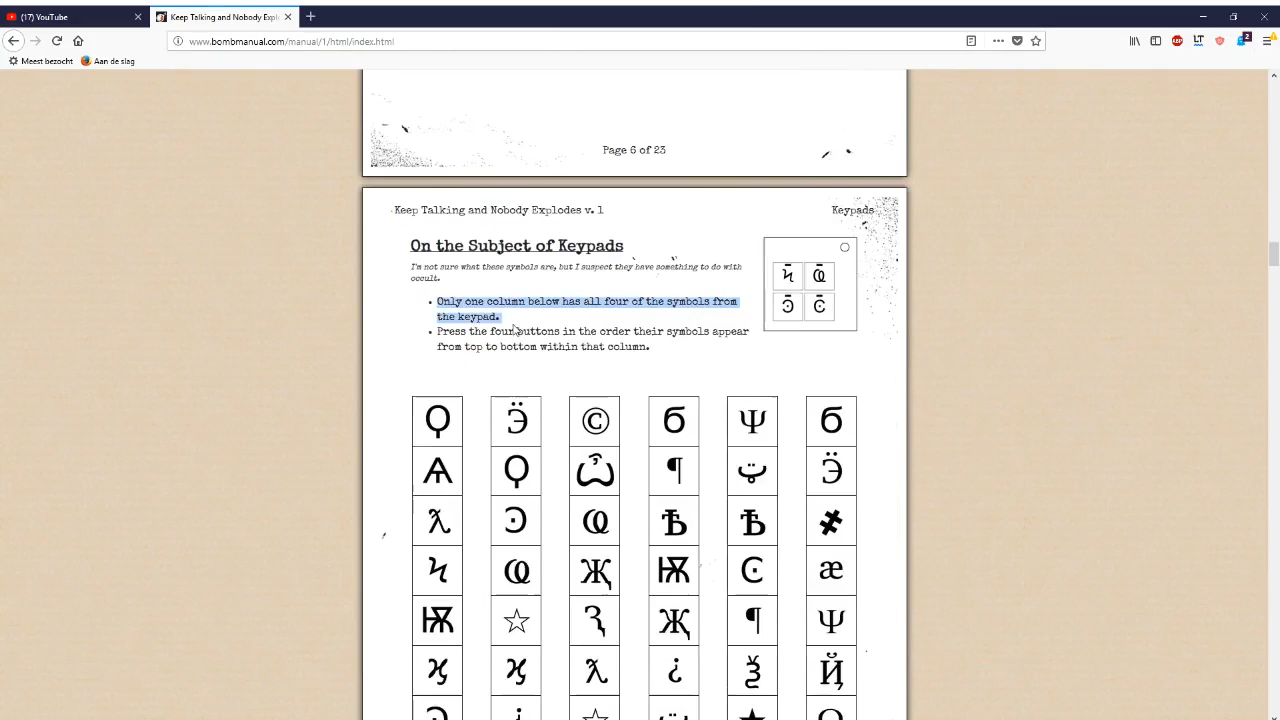 (17) YouTube
Keep Talking and Nobody Explo
www.bombmanual.com/manual/1/html/index.html
ABP
LT
2
Meest bezocht
Aan de slag
Page 6 of 23
Keep Talking and Nobody Explodes v. 1
Keypads
On the Subject of Keypads
I'm not sure what these symbols are, but I suspect they have something to do with
occult.
Only one column below has all four of the symbols from
the keypad.
Press the four buttons in the order their symbols appear
from top to bottom within that column.
Ϙ Ӭ © б Ψ б
Ѧ Ϙ Ѽ ¶ ټ Ӭ
ƛ Ͽ Ҩ Ѣ Ѣ ҂
Ϟ Ҩ Җ Ѭ Ͼ æ
Ѭ ☆ Ԇ Җ ¶ Ψ
ϗ ϗ ƛ ¿ Ѯ Ҋ